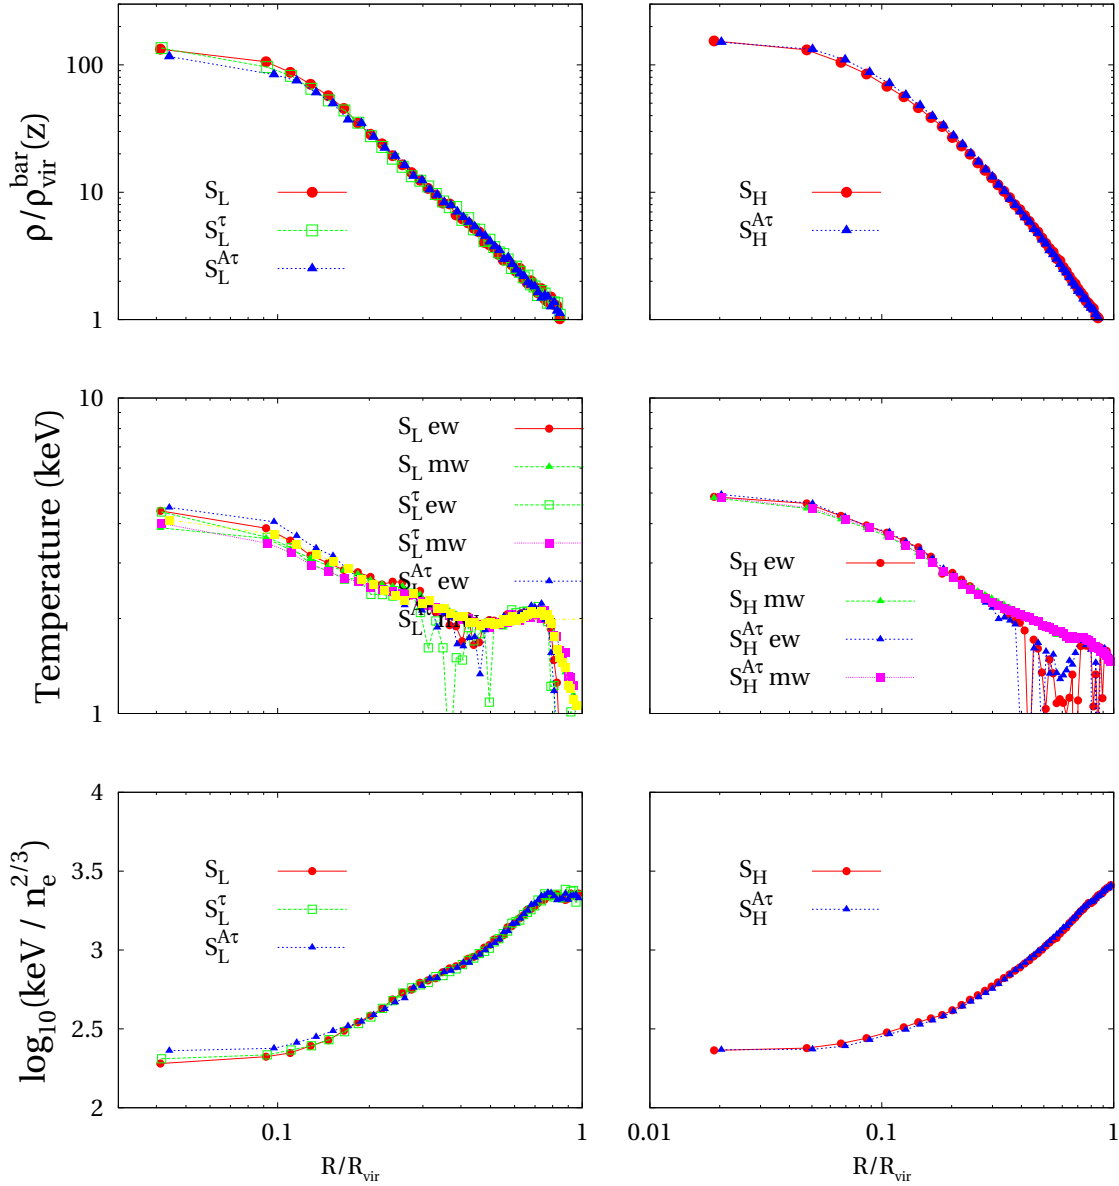 100
10
1
ρ/ρ_vir^bar(z)
S_L
S_L^τ
S_L^Aτ
S_H
S_H^Aτ
10
1
Temperature (keV)
S_L ew
S_L mw
S_L^τ ew
S_L^τ mw
S_L^Aτ ew
S_L^Aτ
S_H ew
S_H mw
S_H^Aτ ew
S_H^Aτ mw
4
3.5
3
2.5
2
log_10(keV / n_e^2/3)
S_L
S_L^τ
S_L^Aτ
S_H
S_H^Aτ
0.1 1
0.01 0.1 1
R/R_vir
R/R_vir